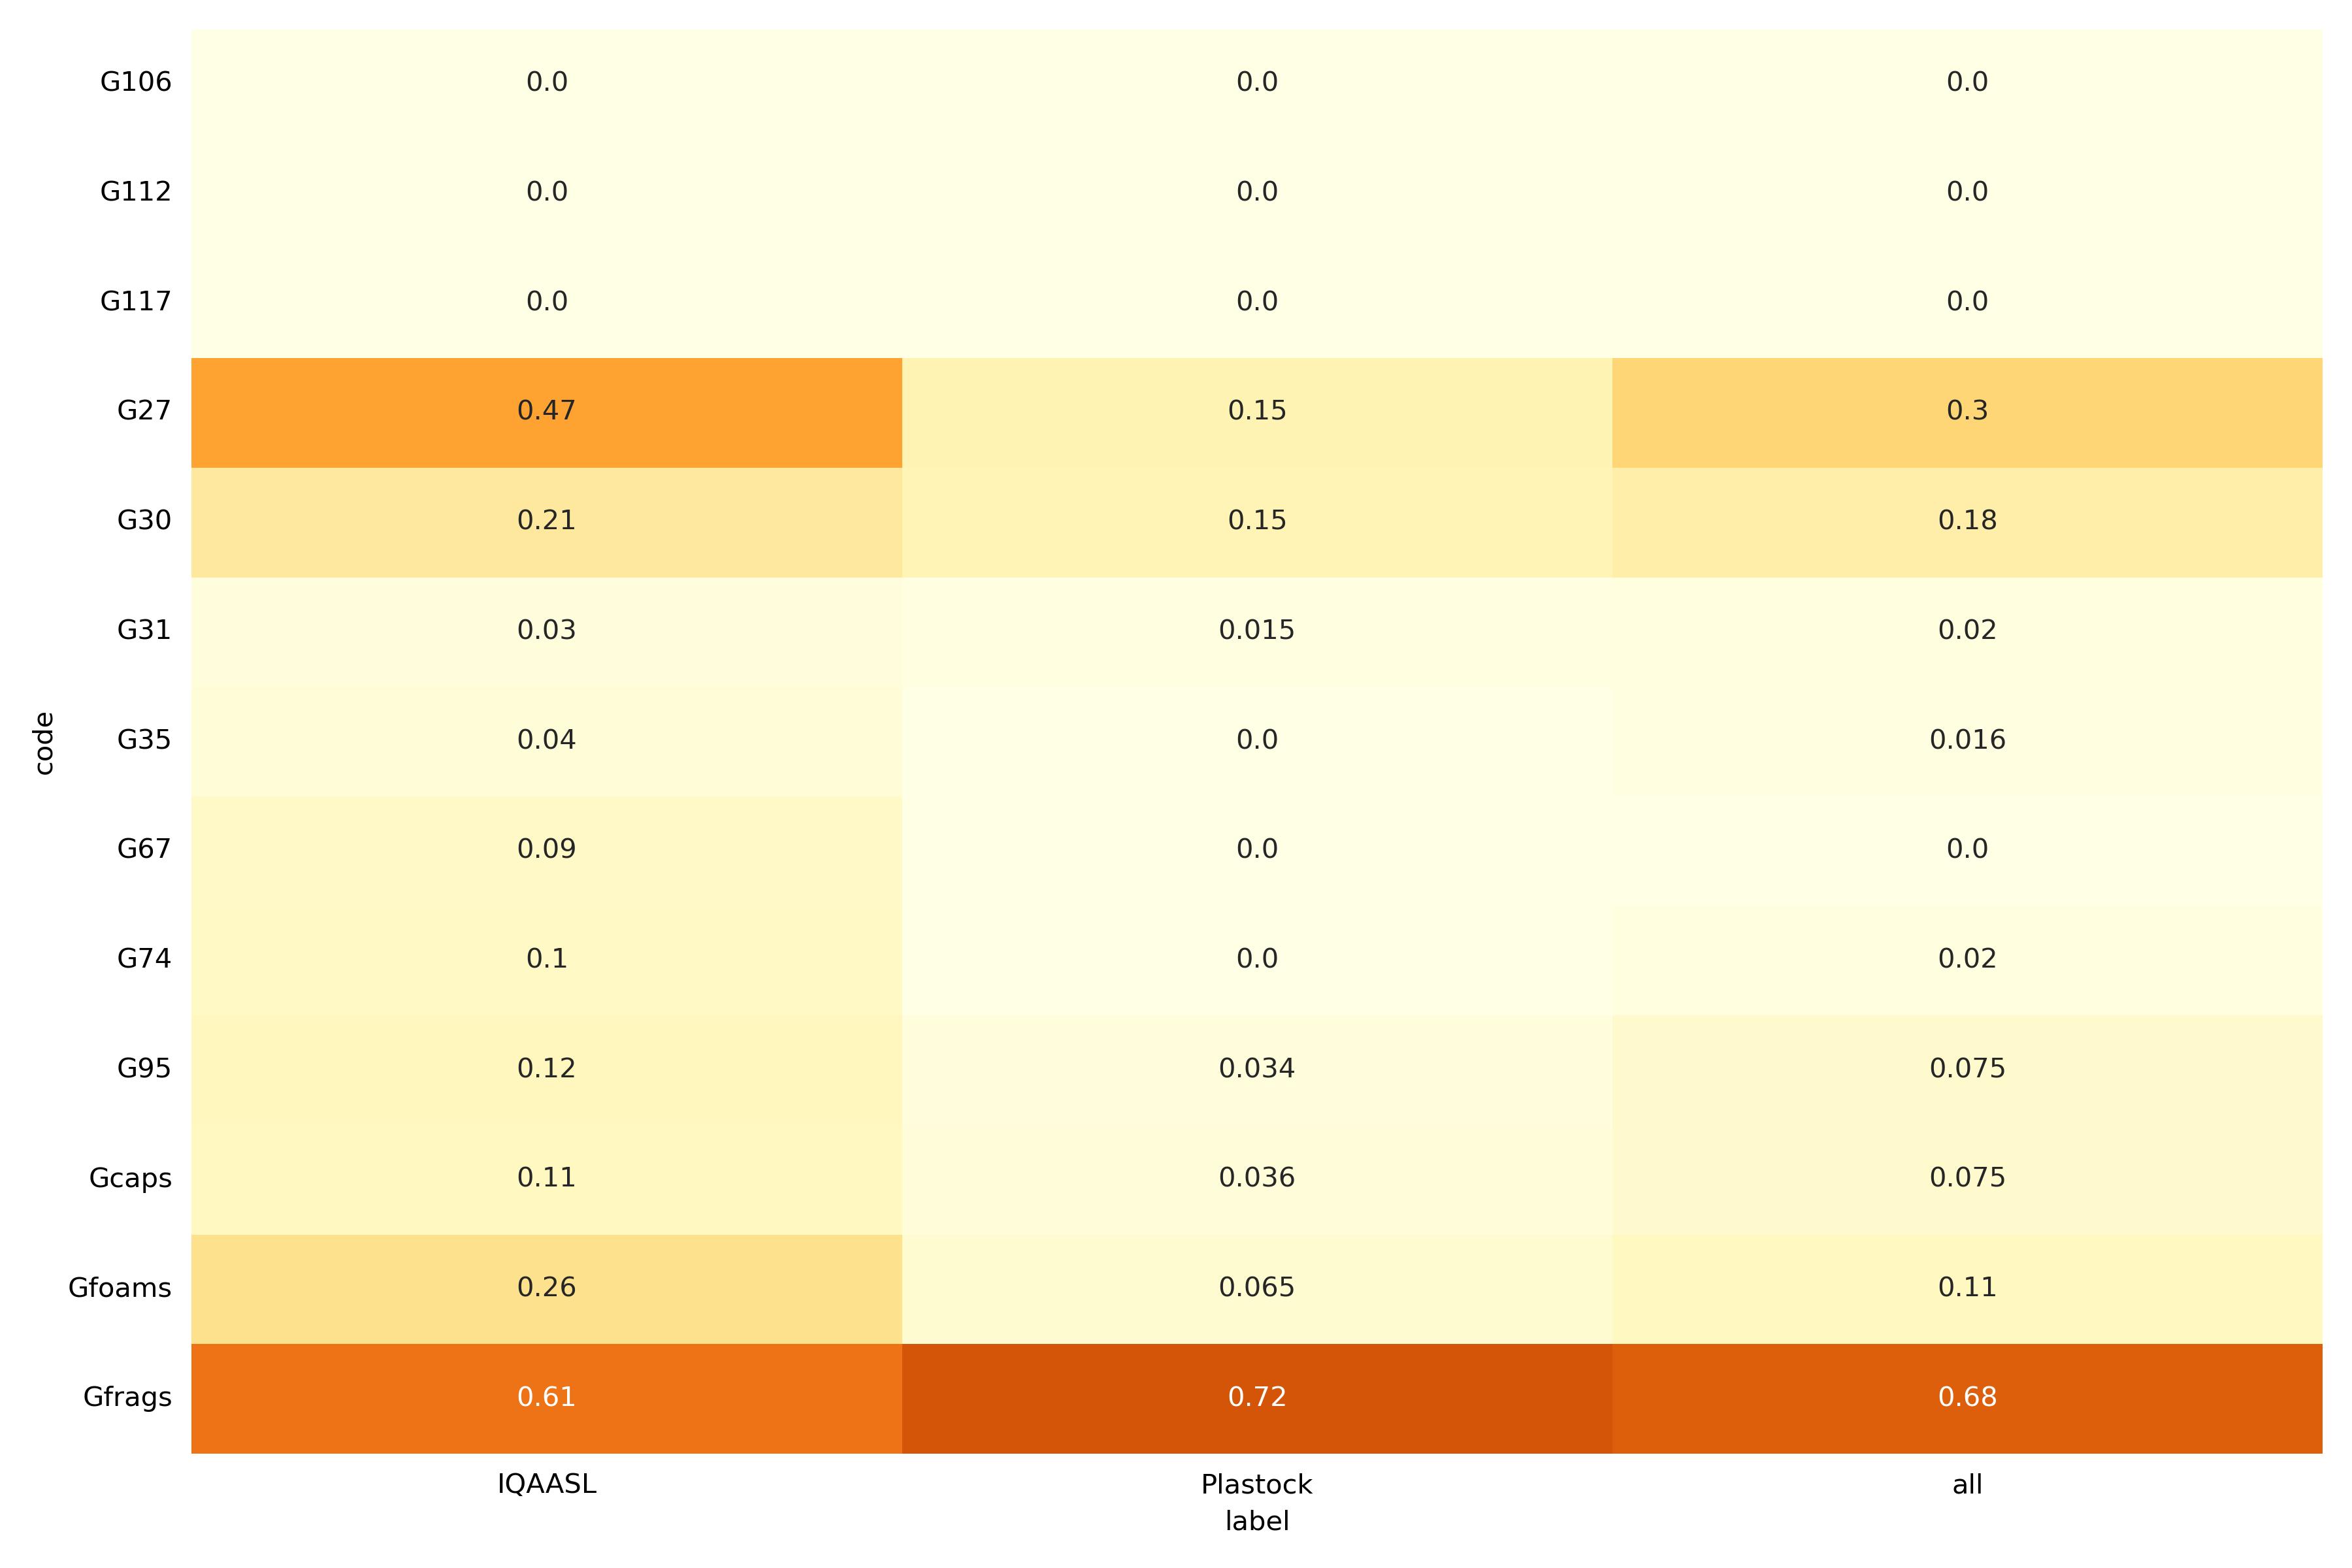 G106 0.0 0.0 0.0
G112 0.0 0.0 0.0
G117 0.0 0.0 0.0
G27 0.47 0.15 0.3
G30 0.21 0.15 0.18
G31 0.03 0.015 0.02
code
G35 0.04 0.0 0.016
G67 0.09 0.0 0.0
G74 0.1 0.0 0.02
G95 0.12 0.034 0.075
Gcaps 0.11 0.036 0.075
Gfoams 0.26 0.065 0.11
Gfrags 0.61 0.72 0.68
IQAASL Plastock all
label